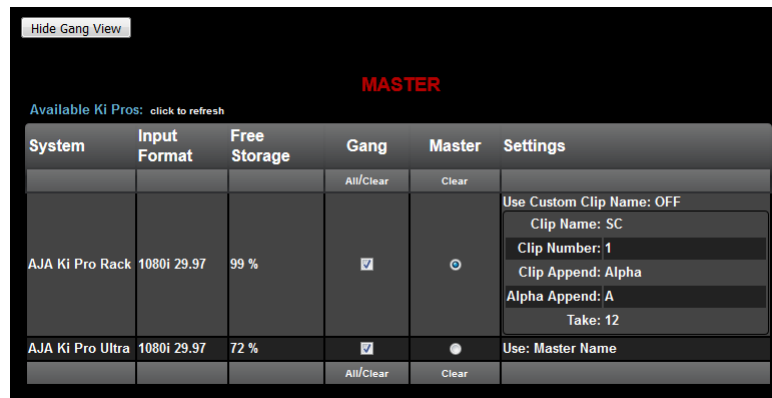 Hide Gang View
MASTER
Available Ki Pros: click to refresh
System Input Format Free Storage Gang Master Settings
All/Clear Clear
AJA Ki Pro Rack 1080i 29.97 99 % Use Custom Clip Name: OFF
Clip Name: SC
Clip Number: 1
Clip Append: Alpha
Alpha Append: A
Take: 12
AJA Ki Pro Ultra 1080i 29.97 72 % Use: Master Name
All/Clear Clear